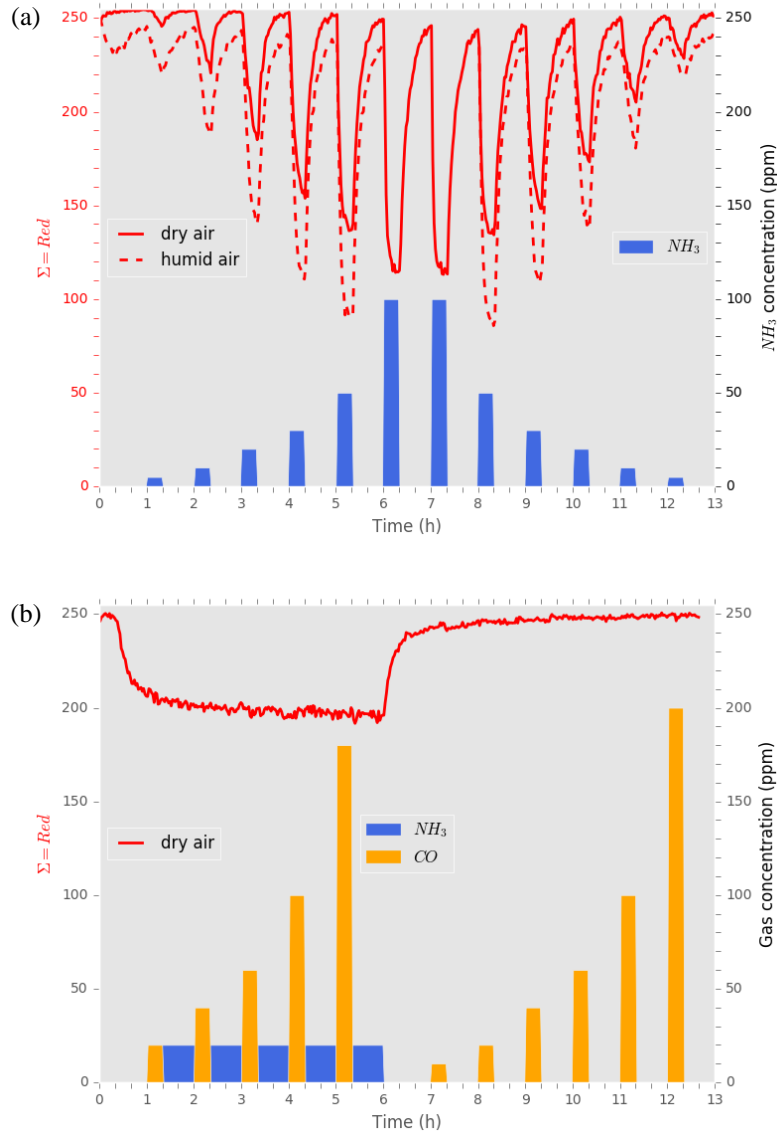 (a)
250
200
150
100
50
0
Σ = Red
dry air
humid air
NH₃
250
200
150
100
50
0
NH₃ concentration (ppm)
0 1 2 3 4 5 6 7 8 9 10 11 12 13
Time (h)
(b)
250
200
150
100
50
0
Σ = Red
dry air
NH₃
CO
250
200
150
100
50
0
Gas concentration (ppm)
0 1 2 3 4 5 6 7 8 9 10 11 12 13
Time (h)